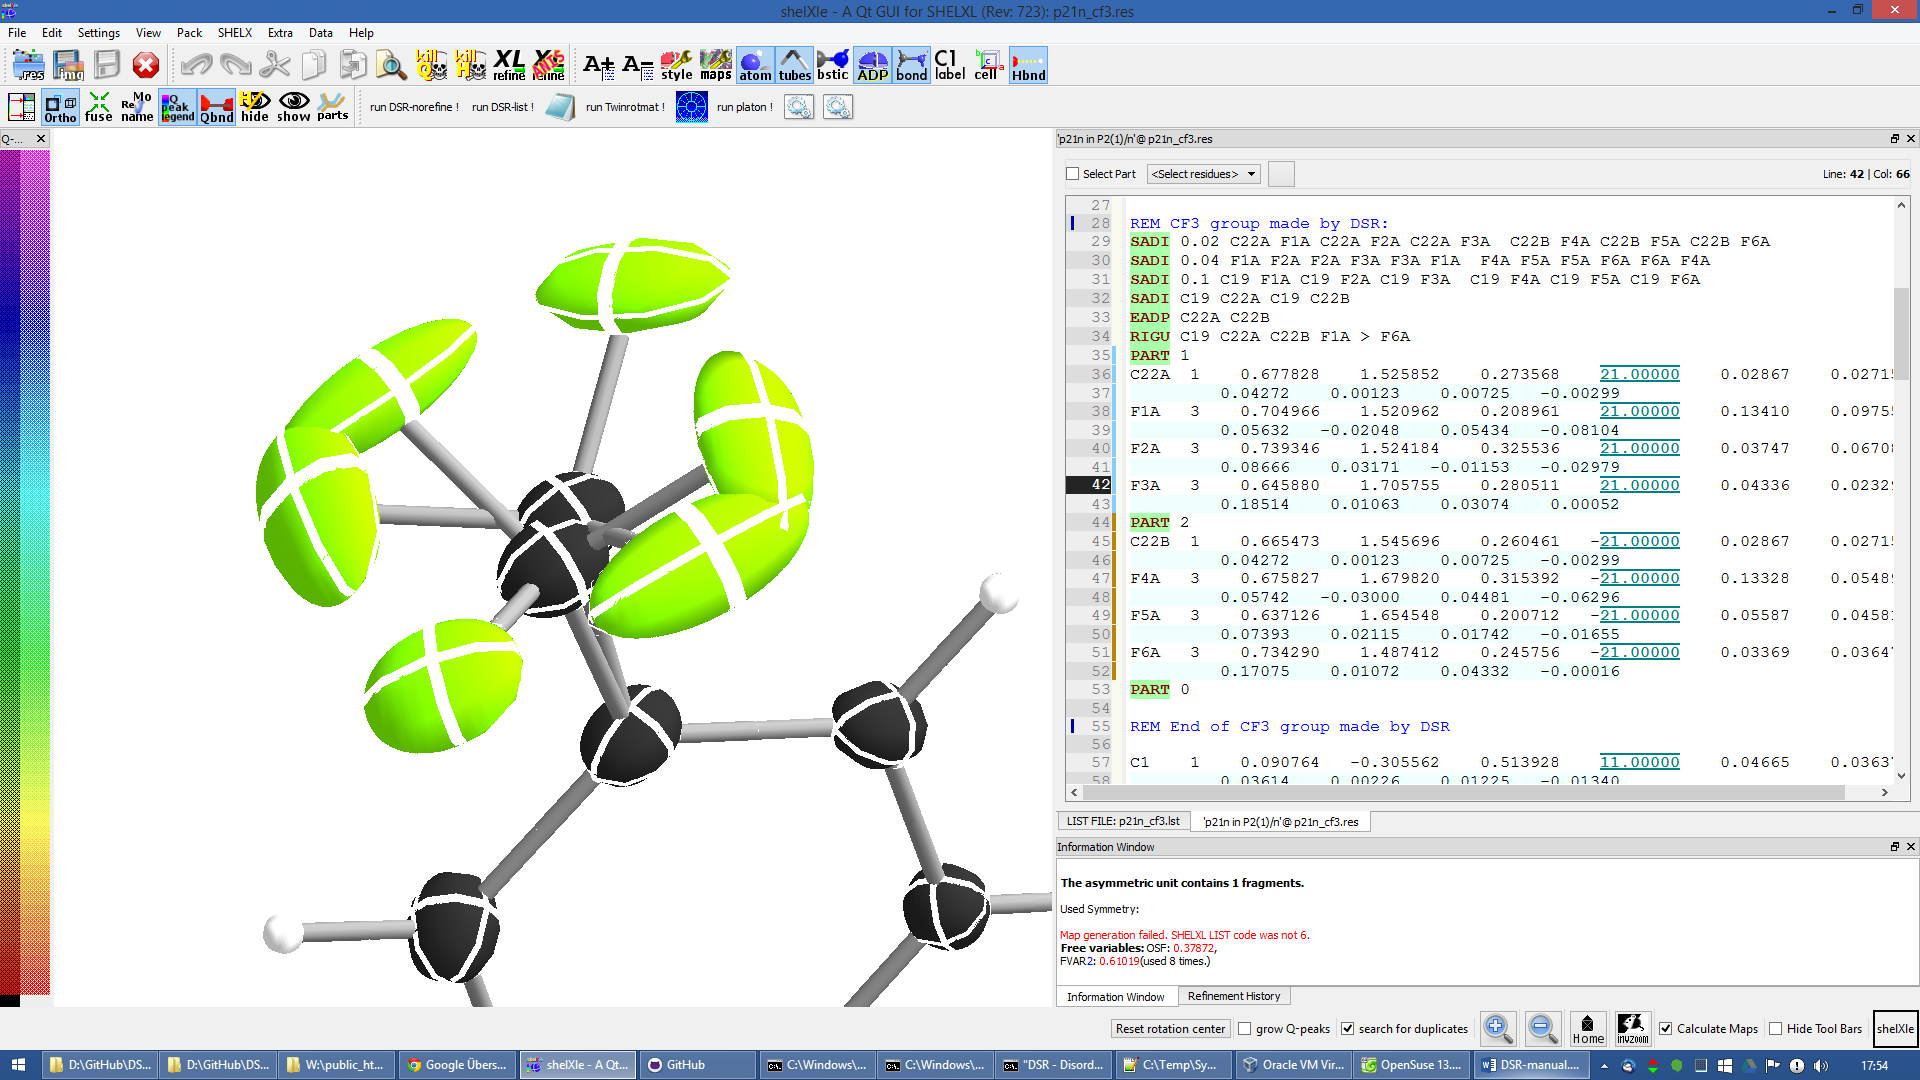 shelXle - A Qt GUI for SHELXL (Rev: 723): p21n_cf3.res
File Edit Settings View Pack SHELX Extra Data Help
.res img kill Q kill H XL refine refine A+ A- style maps atom tubes bstic ADP bond C1 label cell Hbnd
Ortho fuse ReMo name Q Peak legend Qbnd hide show parts run DSR-norefine ! run DSR-list ! run Twinrotmat ! run platon !
Q-...
'p21n in P2(1)/n'@ p21n_cf3.res
Select Part <Select residues> Line: 42 | Col: 66
27
28 REM CF3 group made by DSR:
29 SADI 0.02 C22A F1A C22A F2A C22A F3A  C22B F4A C22B F5A C22B F6A
30 SADI 0.04 F1A F2A F2A F3A F3A F1A  F4A F5A F5A F6A F6A F4A
31 SADI 0.1 C19 F1A C19 F2A C19 F3A  C19 F4A C19 F5A C19 F6A
32 SADI C19 C22A C19 C22B
33 EADP C22A C22B
34 RIGU C19 C22A C22B F1A > F6A
35 PART 1
36 C22A 1 0.677828 1.525852 0.273568 21.00000 0.02867 0.0271
37 0.04272 0.00123 0.00725 -0.00299
38 F1A 3 0.704966 1.520962 0.208961 21.00000 0.13410 0.0975
39 0.05632 -0.02048 0.05434 -0.08104
40 F2A 3 0.739346 1.524184 0.325536 21.00000 0.03747 0.0670
41 0.08666 0.03171 -0.01153 -0.02979
42 F3A 3 0.645880 1.705755 0.280511 21.00000 0.04336 0.0232
43 0.18514 0.01063 0.03074 0.00052
44 PART 2
45 C22B 1 0.665473 1.545696 0.260461 -21.00000 0.02867 0.0271
46 0.04272 0.00123 0.00725 -0.00299
47 F4A 3 0.675827 1.679820 0.315392 -21.00000 0.13328 0.0548
48 0.05742 -0.03000 0.04481 -0.06296
49 F5A 3 0.637126 1.654548 0.200712 -21.00000 0.05587 0.0458
50 0.07393 0.02115 0.01742 -0.01655
51 F6A 3 0.734290 1.487412 0.245756 -21.00000 0.03369 0.0364
52 0.17075 0.01072 0.04332 -0.00016
53 PART 0
54
55 REM End of CF3 group made by DSR
56
57 C1 1 0.090764 -0.305562 0.513928 11.00000 0.04665 0.0363
58 0.03614 0.00226 0.01225 -0.01340
LIST FILE: p21n_cf3.lst 'p21n in P2(1)/n'@ p21n_cf3.res
Information Window
The asymmetric unit contains 1 fragments.
Used Symmetry:
Map generation failed. SHELXL LIST code was not 6.
Free variables: OSF: 0.37872,
FVAR2: 0.61019(used 8 times.)
Information Window Refinement History
Reset rotation center grow Q-peaks search for duplicates Home invzoom Calculate Maps Hide Tool Bars shelXle
D:\GitHub\DS... D:\GitHub\DS... W:\public_ht... Google Übers... shelXle - A Qt... GitHub C:\Windows\... C:\Windows\... "DSR - Disord... C:\Temp\Sy... Oracle VM Vir... OpenSuse 13.... DSR-manual.... 17:54